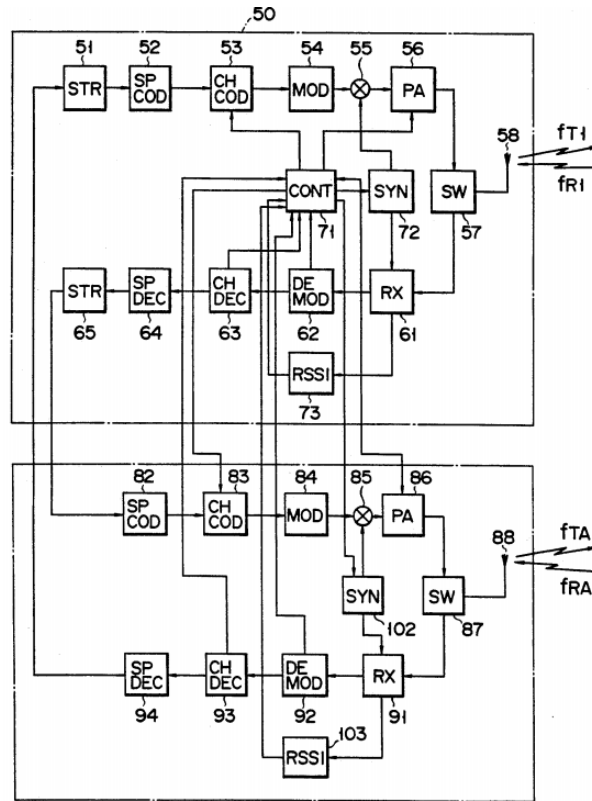 50
51 52 53 54 55 56
STR
SP COD
CH COD
MOD
PA
58
fT1
fR1
CONT
71
SYN
72
SW
57
STR
65
SP DEC
64
CH DEC
63
DE MOD
62
RX
61
RSSI
73
82 83 84 85 86
SP COD
CH COD
MOD
PA
88
fTA
fRA
SYN
102
SW
87
SP DEC
94
CH DEC
93
DE MOD
92
RX
91
103
RSSI